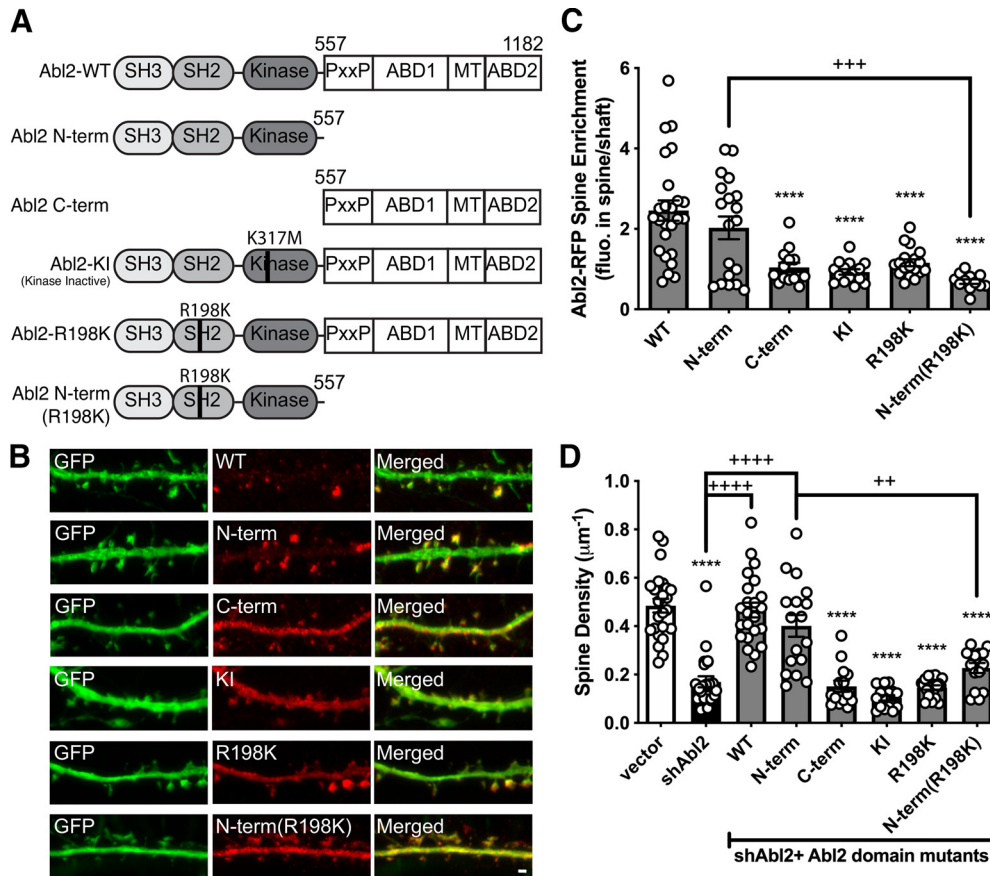 A
557 1182
Abl2-WT SH3 SH2 Kinase PxxP ABD1 MT ABD2
Abl2 N-term SH3 SH2 Kinase 557
557
Abl2 C-term PxxP ABD1 MT ABD2
K317M
Abl2-KI SH3 SH2 Kinase PxxP ABD1 MT ABD2
(Kinase Inactive)
R198K
Abl2-R198K SH3 SH2 Kinase PxxP ABD1 MT ABD2
R198K
Abl2 N-term SH3 SH2 Kinase 557
(R198K)
B
GFP WT Merged
GFP N-term Merged
GFP C-term Merged
GFP KI Merged
GFP R198K Merged
GFP N-term(R198K) Merged
C
Abl2-RFP Spine Enrichment
(fluo. in spine/shaft)
6
4
2
0
+++
****
****
****
****
WT
N-term
C-term
KI
R198K
N-term(R198K)
D
Spine Density (μm⁻¹)
1.0
0.8
0.6
0.4
0.2
0.0
++++
++++
++
****
****
****
****
****
vector
shAbl2
WT
N-term
C-term
KI
R198K
N-term(R198K)
shAbl2+ Abl2 domain mutants